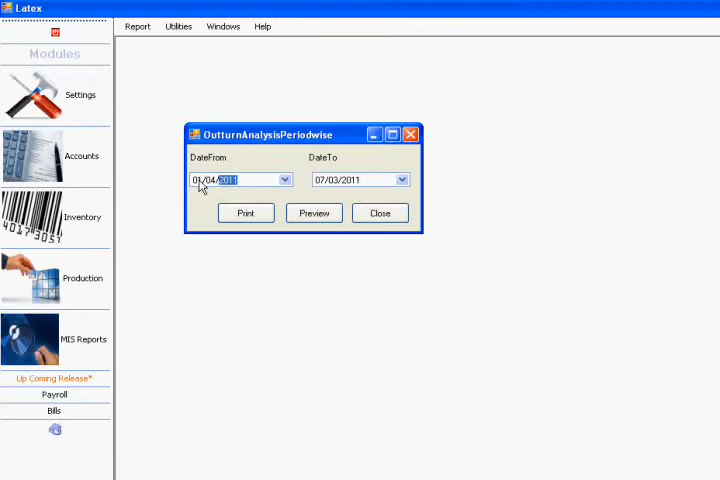 Latex
Report Utilities Windows Help
Modules
Settings
Accounts
Inventory
Production
MIS Reports
Up Coming Release*
Payroll
Bills
OutturnAnalysisPeriodwise
DateFrom DateTo
01/04/2011 07/03/2011
Print Preview Close